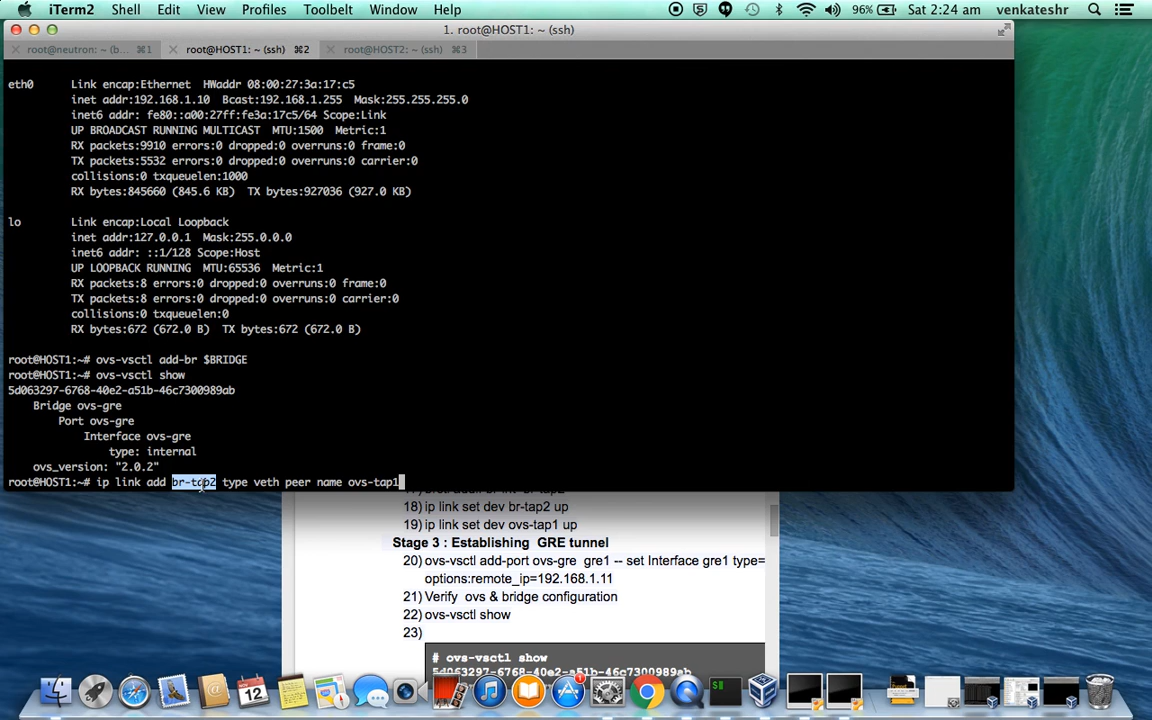 iTerm2 Shell Edit View Profiles Toolbelt Window Help 96% Sat 2:24 am venkateshr
1. root@HOST1: ~ (ssh)
root@neutron: ~ (b... ⌘1 root@HOST1: ~ (ssh) ⌘2 root@HOST2: ~ (ssh) ⌘3
eth0 Link encap:Ethernet HWaddr 08:00:27:3a:17:c5
inet addr:192.168.1.10 Bcast:192.168.1.255 Mask:255.255.255.0
inet6 addr: fe80::a00:27ff:fe3a:17c5/64 Scope:Link
UP BROADCAST RUNNING MULTICAST MTU:1500 Metric:1
RX packets:9910 errors:0 dropped:0 overruns:0 frame:0
TX packets:5532 errors:0 dropped:0 overruns:0 carrier:0
collisions:0 txqueuelen:1000
RX bytes:845660 (845.6 KB) TX bytes:927036 (927.0 KB)
lo Link encap:Local Loopback
inet addr:127.0.0.1 Mask:255.0.0.0
inet6 addr: ::1/128 Scope:Host
UP LOOPBACK RUNNING MTU:65536 Metric:1
RX packets:8 errors:0 dropped:0 overruns:0 frame:0
TX packets:8 errors:0 dropped:0 overruns:0 carrier:0
collisions:0 txqueuelen:0
RX bytes:672 (672.0 B) TX bytes:672 (672.0 B)
root@HOST1:~# ovs-vsctl add-br $BRIDGE
root@HOST1:~# ovs-vsctl show
5d063297-6768-40e2-a51b-46c7300989ab
Bridge ovs-gre
Port ovs-gre
Interface ovs-gre
type: internal
ovs_version: "2.0.2"
root@HOST1:~# ip link add br-tap2 type veth peer name ovs-tap1
18) ip link set dev br-tap2 up
19) ip link set dev ovs-tap1 up
Stage 3 : Establishing GRE tunnel
20) ovs-vsctl add-port ovs-gre gre1 -- set Interface gre1 type=
options:remote_ip=192.168.1.11
21) Verify ovs & bridge configuration
22) ovs-vsctl show
23)
# ovs-vsctl show
5d063297-6768-40e2-a51b-46c7300989ab
12
1